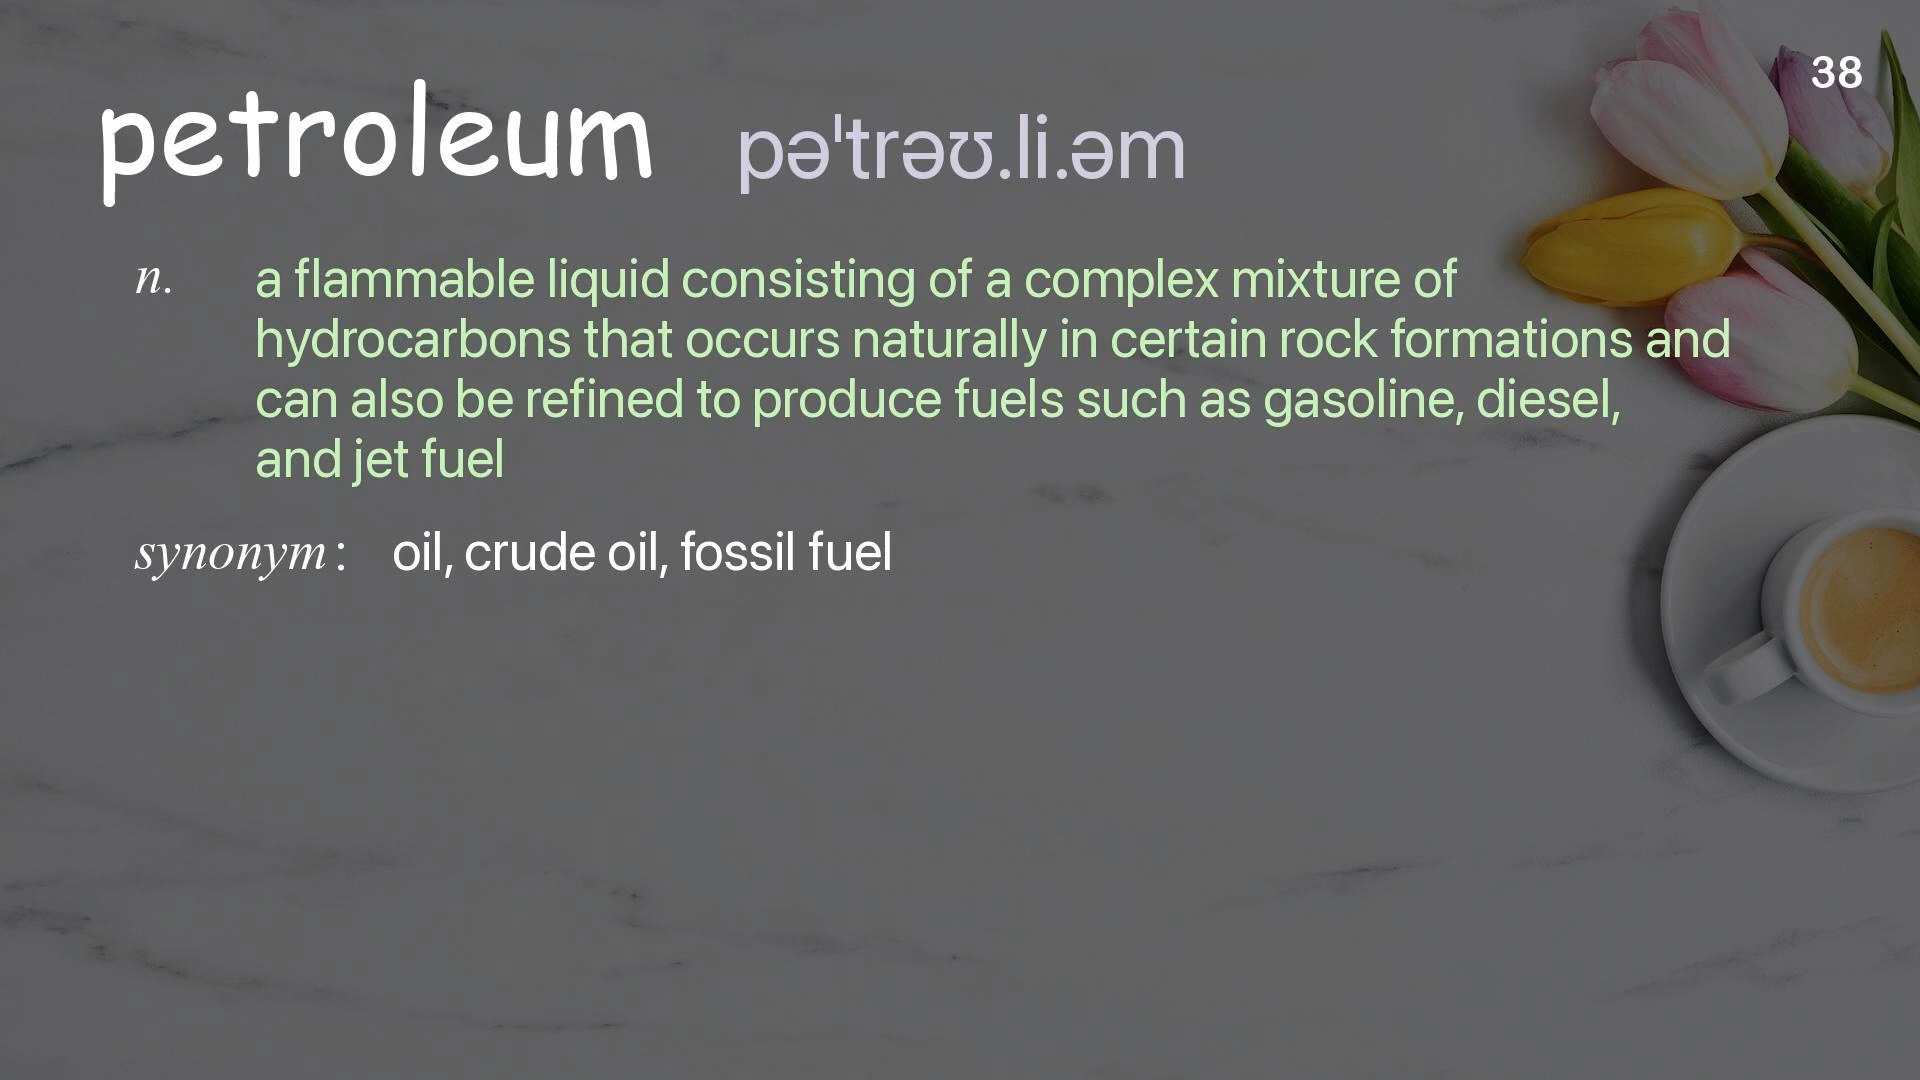 38
petroleum pəˈtrəʊ.li.əm
n. a flammable liquid consisting of a complex mixture of
hydrocarbons that occurs naturally in certain rock formations and
can also be refined to produce fuels such as gasoline, diesel,
and jet fuel
synonym : oil, crude oil, fossil fuel